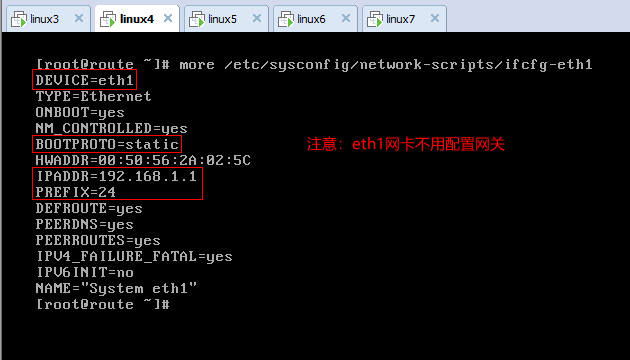 linux3 linux4 linux5 linux6 linux7
[root@route ~]# more /etc/sysconfig/network-scripts/ifcfg-eth1
DEVICE=eth1
TYPE=Ethernet
ONBOOT=yes
NM_CONTROLLED=yes
BOOTPROTO=static 注意：eth1网卡不用配置网关
HWADDR=00:50:56:2A:02:5C
IPADDR=192.168.1.1
PREFIX=24
DEFROUTE=yes
PEERDNS=yes
PEERROUTES=yes
IPV4_FAILURE_FATAL=yes
IPV6INIT=no
NAME="System eth1"
[root@route ~]#